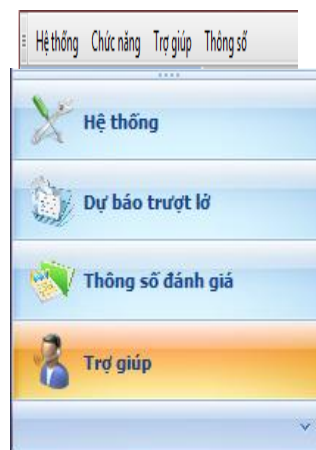 Hệ thống Chức năng Trợ giúp Thông số
Hệ thống
Dự báo trượt lở
Thông số đánh giá
Trợ giúp